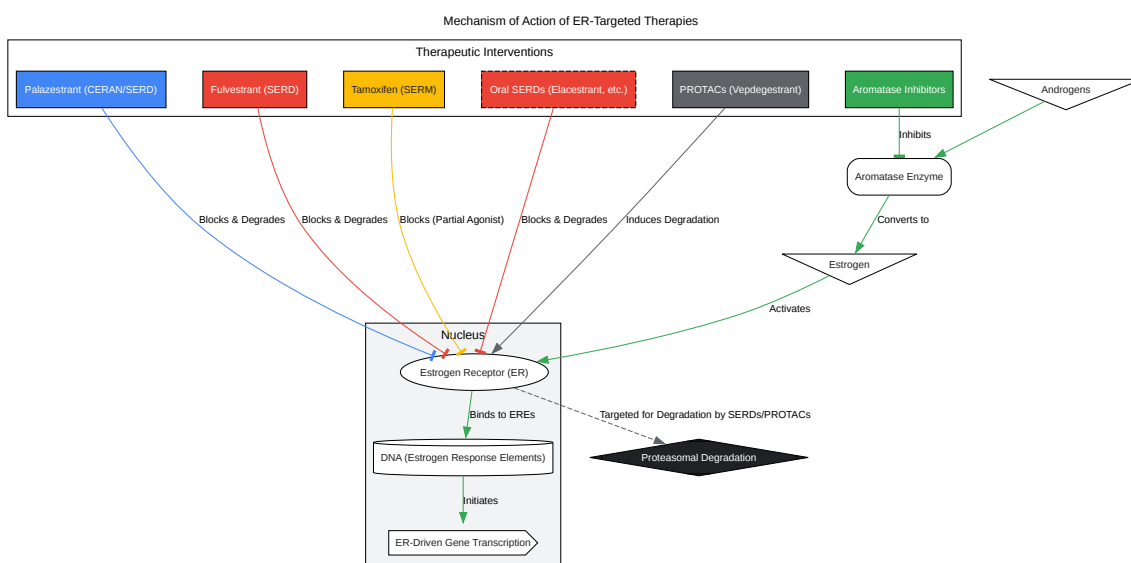 Mechanism of Action of ER-Targeted Therapies
Therapeutic Interventions
Palazestrant (CERAN/SERD)
Fulvestrant (SERD)
Tamoxifen (SERM)
Oral SERDs (Elacestrant, etc.)
PROTACs (Vepdegestrant)
Aromatase Inhibitors
Androgens
Inhibits
Aromatase Enzyme
Blocks & Degrades
Blocks & Degrades
Blocks (Partial Agonist)
Blocks & Degrades
Induces Degradation
Converts to
Estrogen
Activates
Nucleus
Estrogen Receptor (ER)
Binds to EREs
Targeted for Degradation by SERDs/PROTACs
DNA (Estrogen Response Elements)
Proteasomal Degradation
Initiates
ER-Driven Gene Transcription